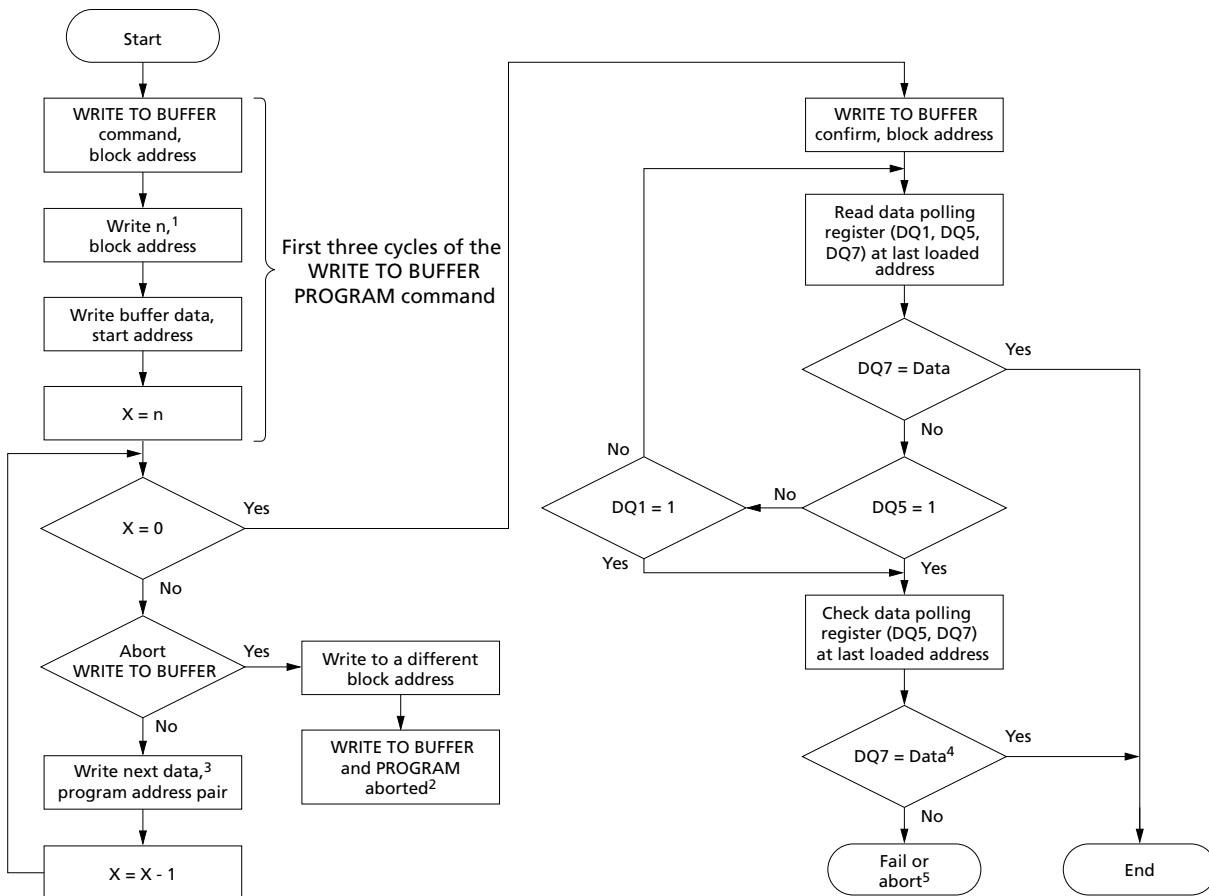 Start
WRITE TO BUFFER
command,
block address
Write n,1
block address
Write buffer data,
start address
X = n
First three cycles of the
WRITE TO BUFFER
PROGRAM command
X = 0
Yes
No
Abort
WRITE TO BUFFER
Yes
No
Write to a different
block address
WRITE TO BUFFER
and PROGRAM
aborted2
Write next data,3
program address pair
X = X - 1
WRITE TO BUFFER
confirm, block address
Read data polling
register (DQ1, DQ5,
DQ7) at last loaded
address
DQ7 = Data
Yes
No
DQ5 = 1
No
Yes
DQ1 = 1
No
Yes
Check data polling
register (DQ5, DQ7)
at last loaded address
DQ7 = Data4
Yes
No
Fail or
abort5
End